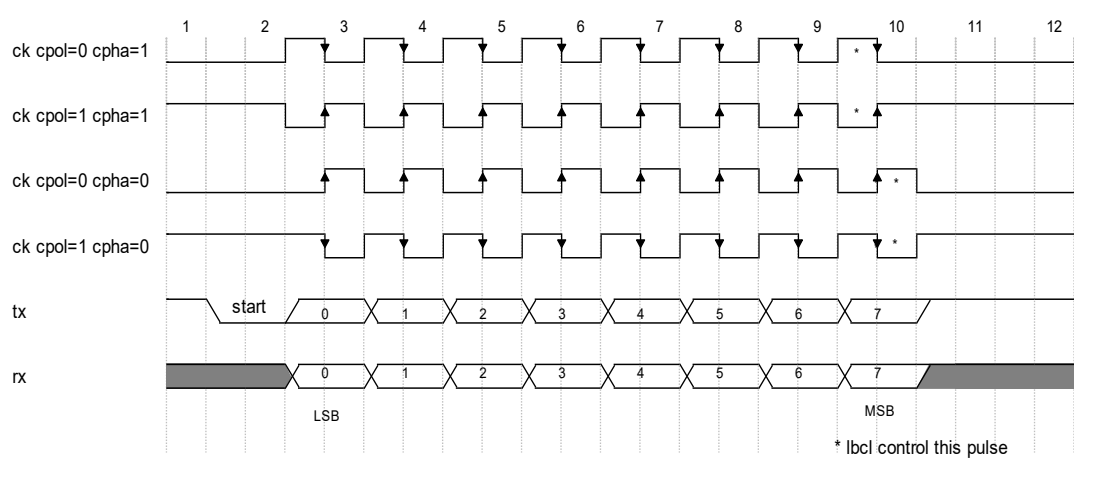 1 2 3 4 5 6 7 8 9 10 11 12
ck cpol=0 cpha=1 *
ck cpol=1 cpha=1 *
ck cpol=0 cpha=0 *
ck cpol=1 cpha=0 *
tx start 0 1 2 3 4 5 6 7
rx 0 1 2 3 4 5 6 7
LSB MSB
* lbcl control this pulse